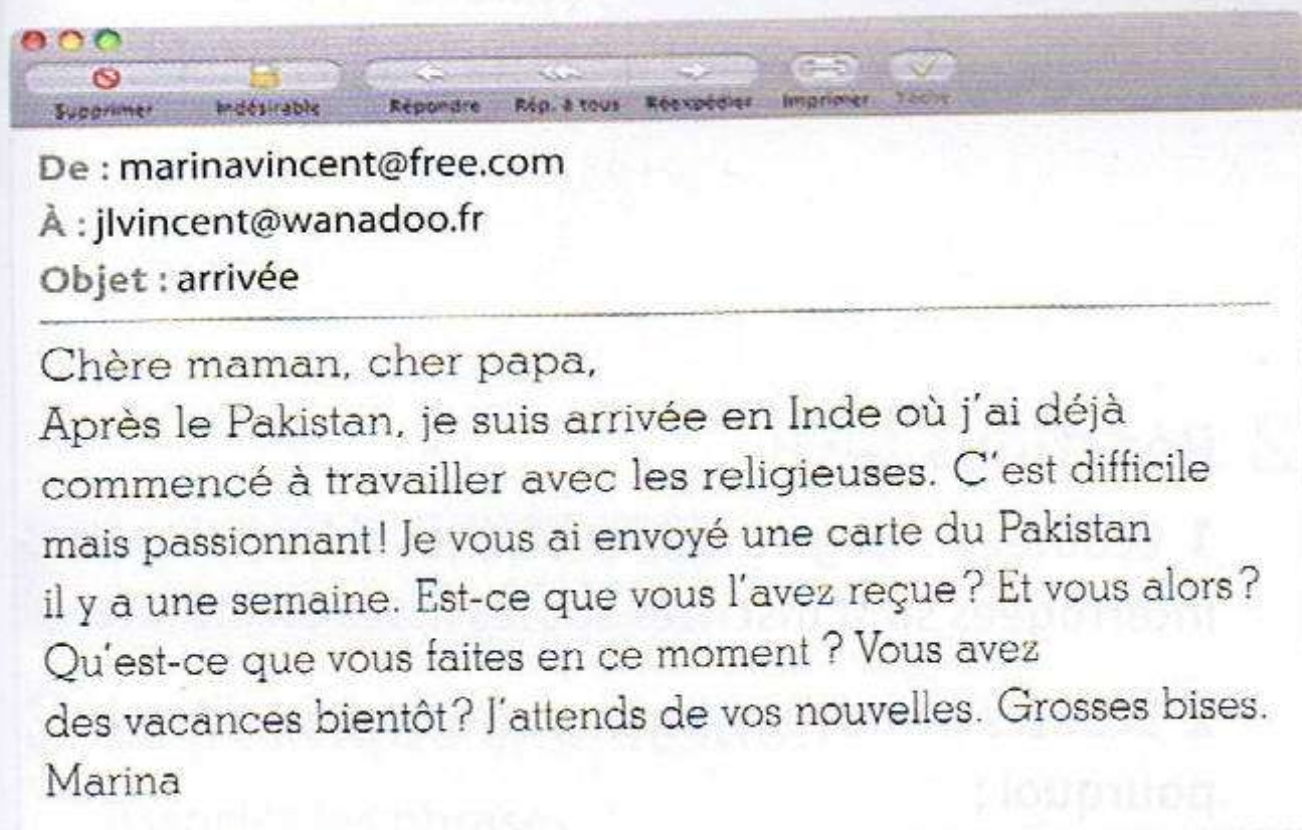 Supprimer Indésirable Répondre Rép. à tous Réexpédier Imprimer
De : marinavincent@free.com
À : jlvincent@wanadoo.fr
Objet : arrivée
Chère maman, cher papa,
Après le Pakistan, je suis arrivée en Inde où j'ai déjà
commencé à travailler avec les religieuses. C'est difficile
mais passionnant! Je vous ai envoyé une carte du Pakistan
il y a une semaine. Est-ce que vous l'avez reçue? Et vous alors?
Qu'est-ce que vous faites en ce moment ? Vous avez
des vacances bientôt? J'attends de vos nouvelles. Grosses bises.
Marina
pourquoi :